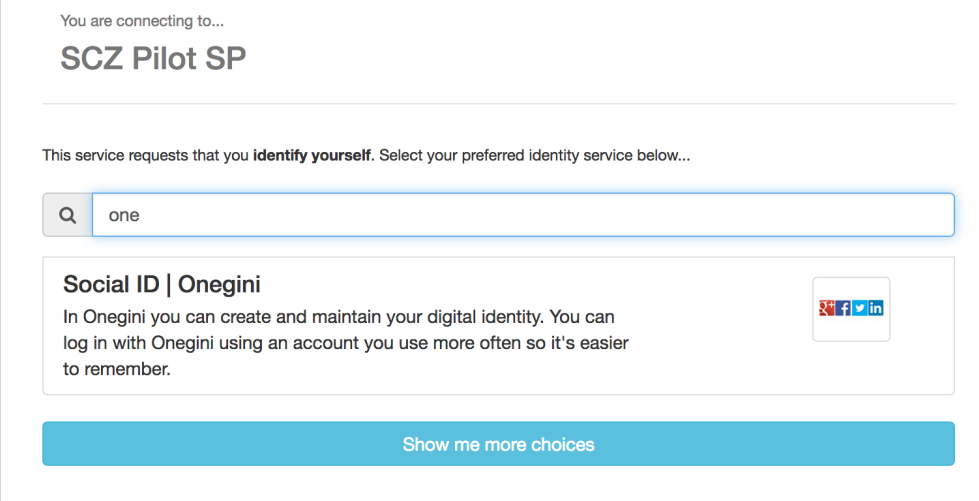 You are connecting to...
SCZ Pilot SP
This service requests that you identify yourself. Select your preferred identity service below...
one
Social ID | Onegini
In Onegini you can create and maintain your digital identity. You can
log in with Onegini using an account you use more often so it's easier
to remember.
g+ f in
Show me more choices